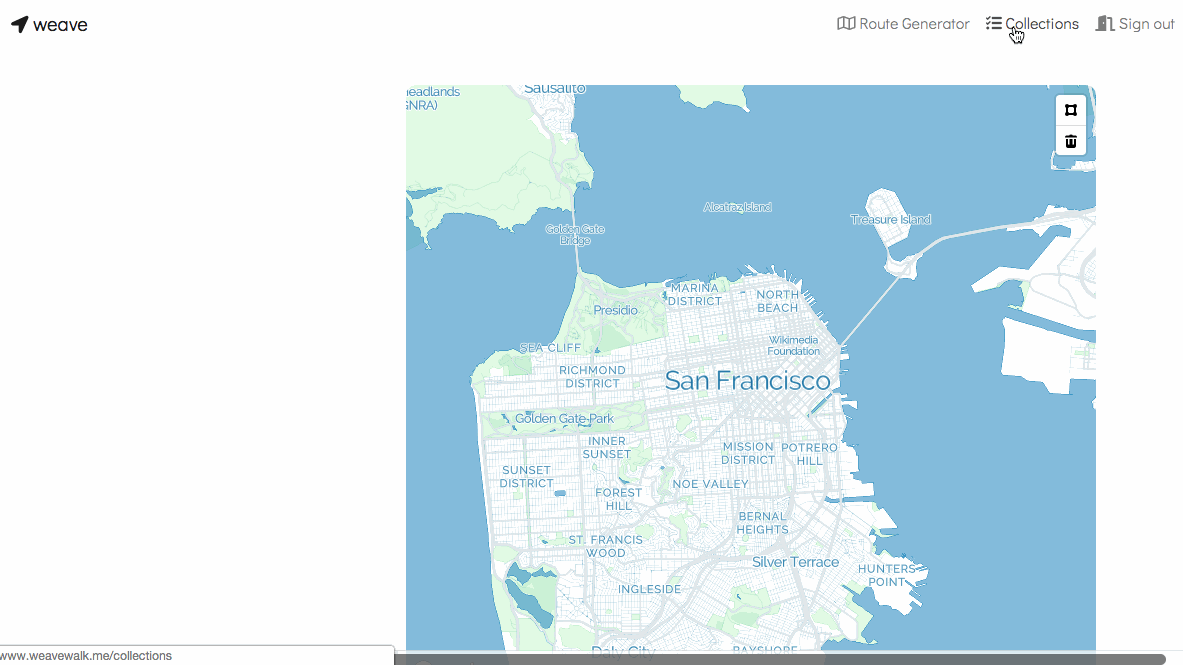 weave
Route Generator
Collections
Sign out
eadlands
GNRA)
Sausalito
Alcatraz Island
Treasure Island
Golden Gate
Bridge
MARINA
DISTRICT
NORTH
BEACH
Presidio
Wikimedia
Foundation
SEA CLIFF
RICHMOND
DISTRICT
San Francisco
Golden Gate Park
INNER
SUNSET
MISSION
DISTRICT
POTRERO
HILL
SUNSET
DISTRICT
NOE VALLEY
FOREST
HILL
BERNAL
HEIGHTS
ST. FRANCIS
WOOD
Silver Terrace
HUNTERS
POINT
INGLESIDE
Daly City
BAYSHORE
www.weavewalk.me/collections